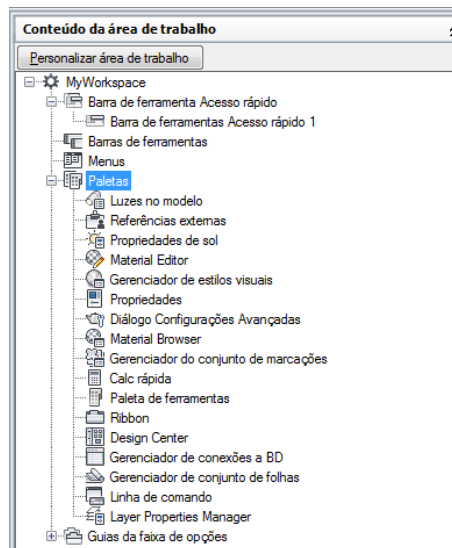 Conteúdo da área de trabalho
Personalizar área de trabalho
MyWorkspace
Barra de ferramenta Acesso rápido
Barra de ferramentas Acesso rápido 1
Barras de ferramentas
Menus
Paletas
Luzes no modelo
Referências externas
Propriedades de sol
Material Editor
Gerenciador de estilos visuais
Propriedades
Diálogo Configurações Avançadas
Material Browser
Gerenciador do conjunto de marcações
Calc rápida
Paleta de ferramentas
Ribbon
Design Center
Gerenciador de conexões a BD
Gerenciador de conjunto de folhas
Linha de comando
Layer Properties Manager
Guias da faixa de opções